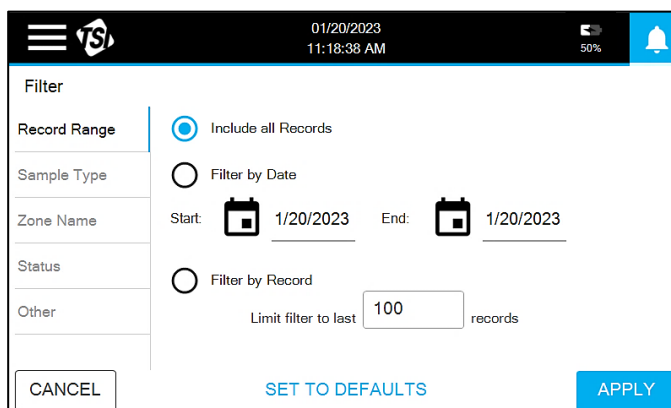 TSI
01/20/2023
11:18:38 AM
50%
Filter
Record Range
Include all Records
Sample Type
Filter by Date
Zone Name
Start: 1/20/2023 End: 1/20/2023
Status
Filter by Record
Other
Limit filter to last 100 records
CANCEL
SET TO DEFAULTS
APPLY